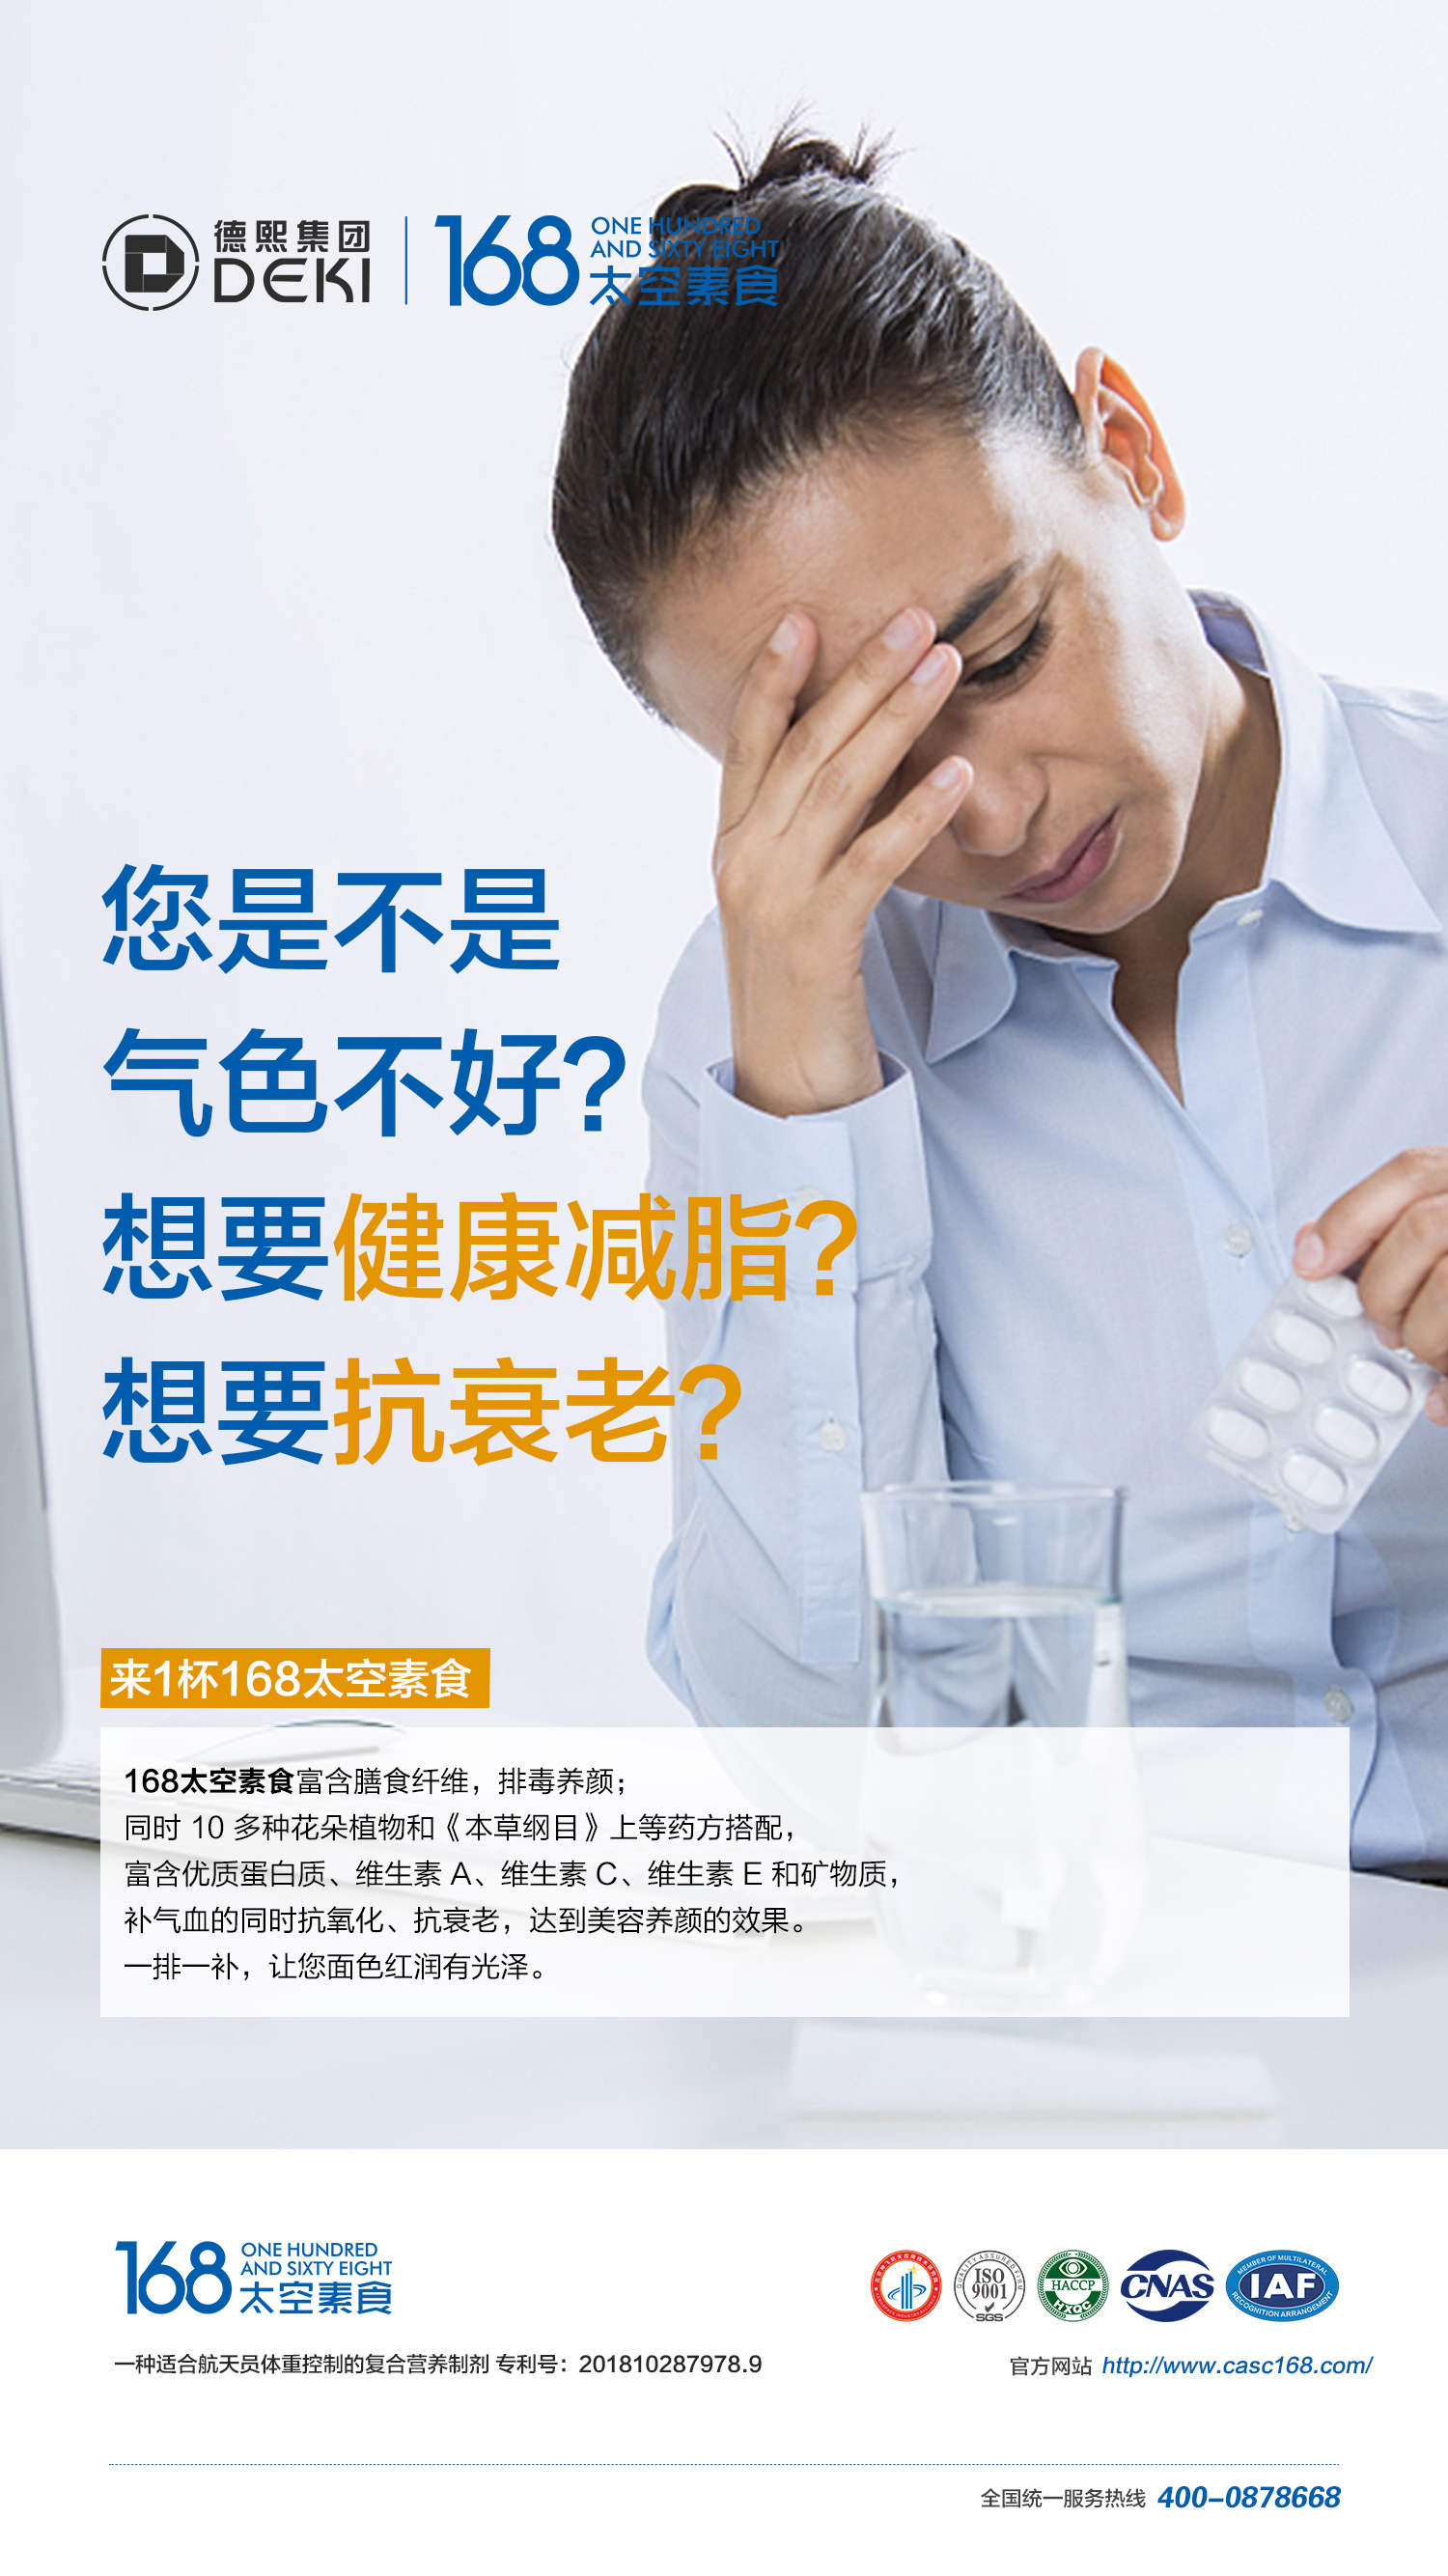 德熙集团
DEKI
168
ONE HUNDRED
AND SIXTY EIGHT
太空素食
您是不是
气色不好?
想要健康减脂?
想要抗衰老?
来1杯168太空素食
168太空素食富含膳食纤维，排毒养颜；
同时 10 多种花朵植物和《本草纲目》上等药方搭配，
富含优质蛋白质、维生素 A、维生素 C、维生素 E 和矿物质，
补气血的同时抗氧化、抗衰老，达到美容养颜的效果。
一排一补，让您面色红润有光泽。
168
ONE HUNDRED
AND SIXTY EIGHT
太空素食
QUALITY ASSURED FIRM
ISO
9001
SGS
HACCP
HXQC
CNAS
MEMBER OF MULTILATERAL
IAF
RECOGNITION ARRANGEMENT
一种适合航天员体重控制的复合营养制剂 专利号：201810287978.9
官方网站 http://www.casc168.com/
全国统一服务热线 400-0878668